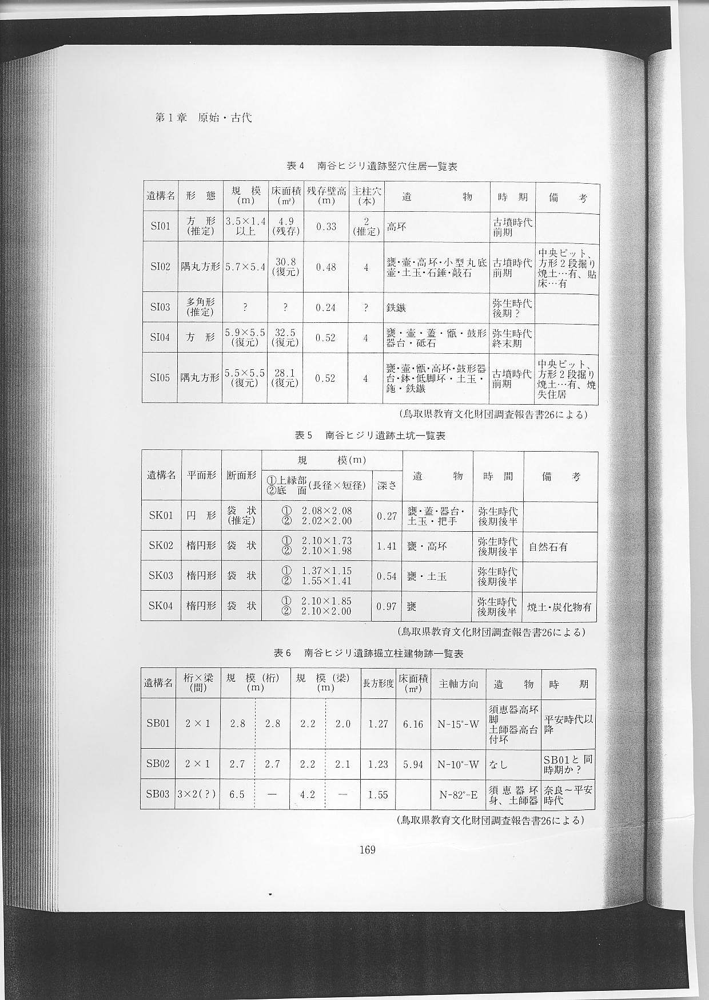 第1章 原始・古代
表4 南谷ヒジリ遺跡竪穴住居一覧表
遺構名 形態 規模(m) 床面積(㎡) 残存壁高(m) 主柱穴(本) 遺物 時期 備考
SI01 方形(推定) 3.5×1.4以上 4.9(残存) 0.33 2(推定) 高坏 古墳時代前期
SI02 隅丸方形 5.7×5.4 30.8(復元) 0.48 4 甕・壷・高坏・小型丸底壷・土玉・石錘・敲石 古墳時代前期 中央ピット、方形2段掘り焼土…有、貼床…有
SI03 多角形(推定) ? ? 0.24 ? 鉄鏃 弥生時代後期?
SI04 方形 5.9×5.5(復元) 32.5(復元) 0.52 4 甕・壷・蓋・甑・鼓形器台・砥石 弥生時代終末期
SI05 隅丸方形 5.5×5.5(復元) 28.1(復元) 0.52 4 甕・壷・甑・高坏・鼓形器台・鉢・低脚坏・土玉・鉇・鉄鏃 古墳時代前期 中央ピット、方形2段掘り焼土…有、焼失住居
(鳥取県教育文化財団調査報告書26による)
表5 南谷ヒジリ遺跡土坑一覧表
遺構名 平面形 断面形 規模(m) ①上縁部②底面(長径×短径) 深さ 遺物 時間 備考
SK01 円形 袋状(推定) ① 2.08×2.08 ② 2.02×2.00 0.27 甕・蓋・器台・土玉・把手 弥生時代後期後半
SK02 楕円形 袋状 ① 2.10×1.73 ② 2.10×1.98 1.41 甕・高坏 弥生時代後期後半 自然石有
SK03 楕円形 袋状 ① 1.37×1.15 ② 1.55×1.41 0.54 甕・土玉 弥生時代後期後半
SK04 楕円形 袋状 ① 2.10×1.85 ② 2.10×2.00 0.97 甕 弥生時代後期後半 焼土・炭化物有
(鳥取県教育文化財団調査報告書26による)
表6 南谷ヒジリ遺跡掘立柱建物跡一覧表
遺構名 桁×梁(間) 規模(桁)(m) 規模(梁)(m) 長方形度 床面積(㎡) 主軸方向 遺物 時期
SB01 2×1 2.8 2.8 2.2 2.0 1.27 6.16 N-15°-W 須恵器高坏脚 土師器高台付坏 平安時代以降
SB02 2×1 2.7 2.7 2.2 2.1 1.23 5.94 N-10°-W なし SB01と同時期か?
SB03 3×2(?) 6.5 — 4.2 — 1.55 N-82°-E 須恵器坏身、土師器 奈良～平安時代
(鳥取県教育文化財団調査報告書26による)
169